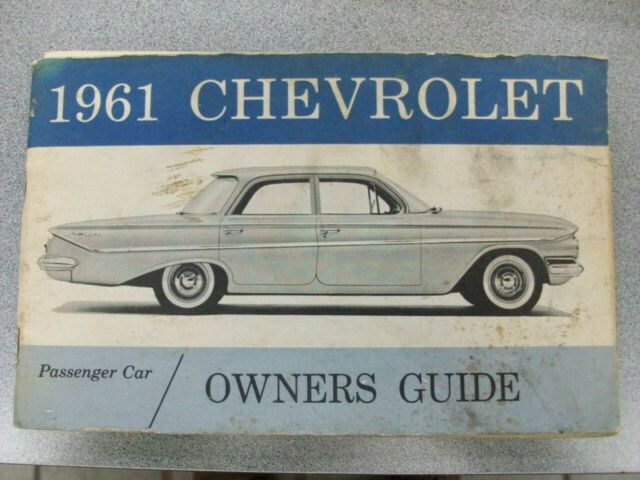 1961 CHEVROLET
Passenger Car / OWNERS GUIDE